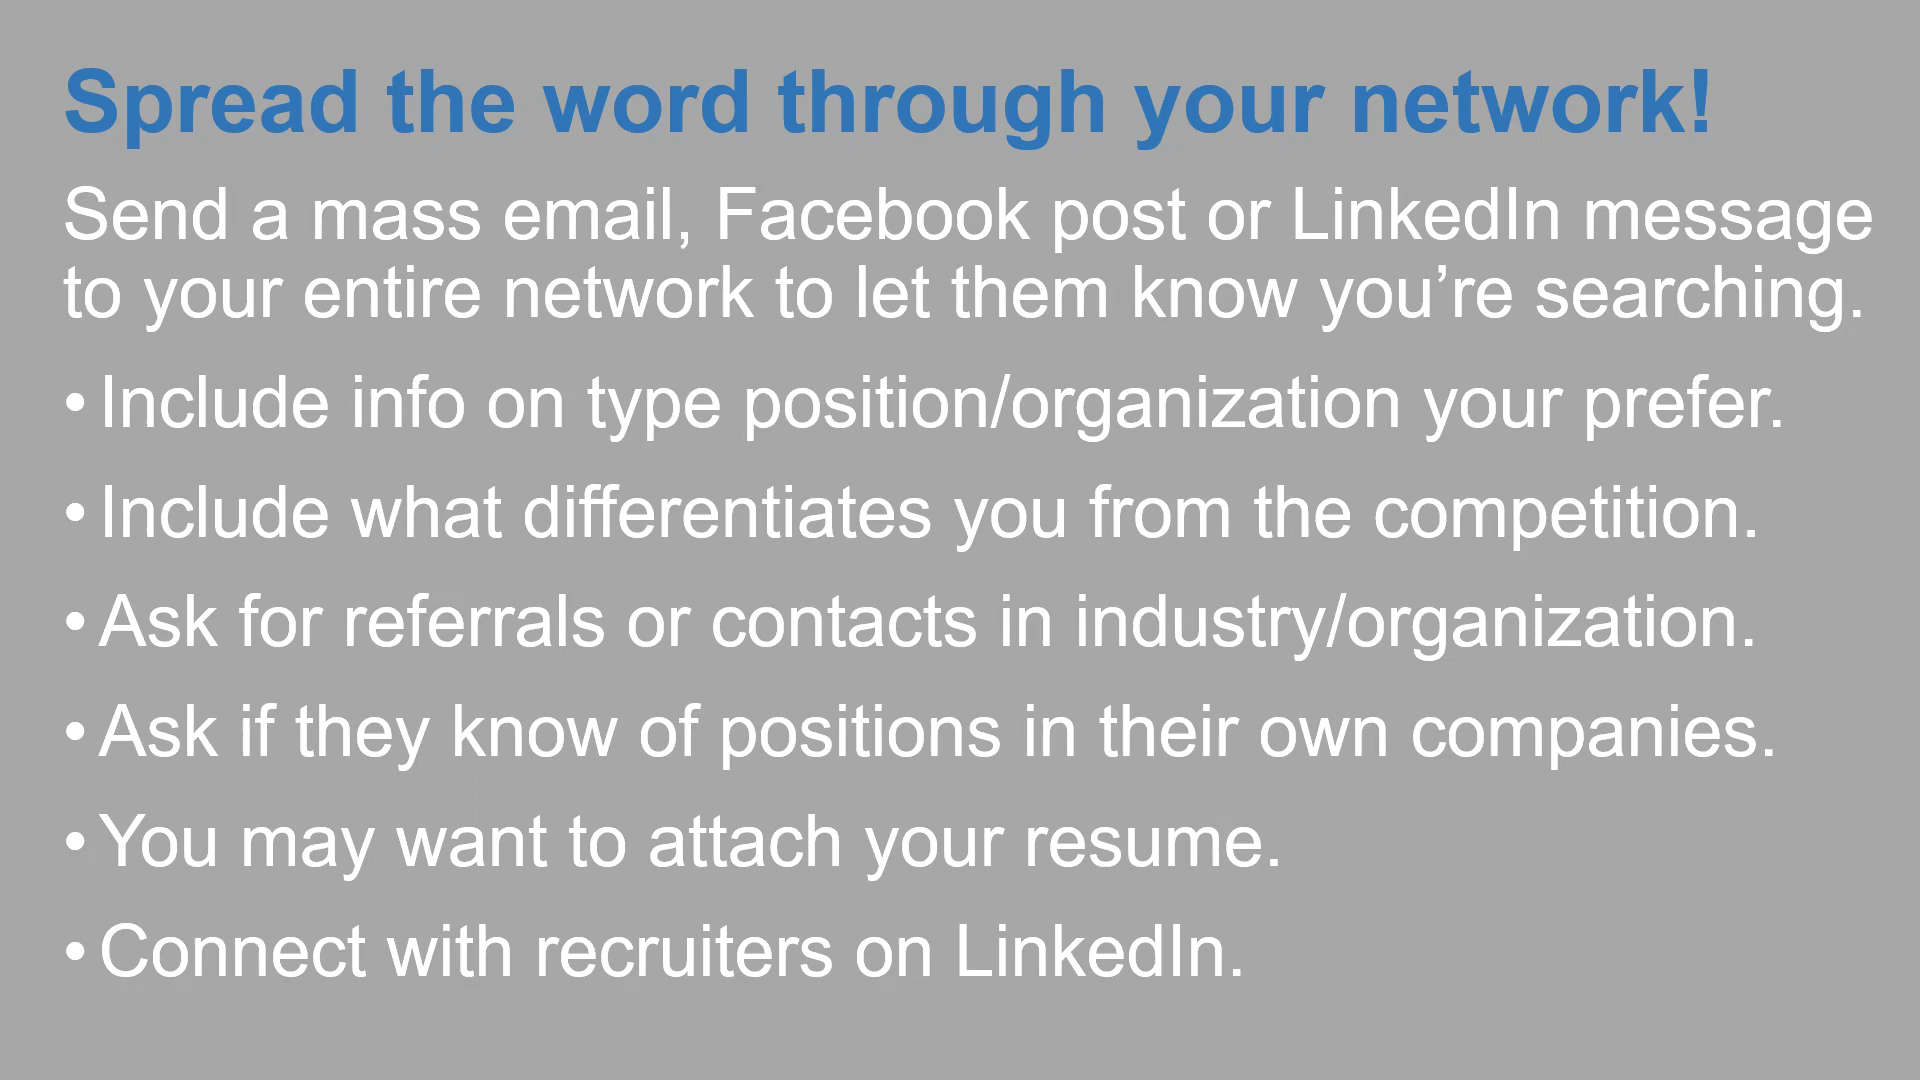 Spread the word through your network!
Send a mass email, Facebook post or LinkedIn message
to your entire network to let them know you’re searching.
• Include info on type position/organization your prefer.
• Include what differentiates you from the competition.
• Ask for referrals or contacts in industry/organization.
• Ask if they know of positions in their own companies.
• You may want to attach your resume.
• Connect with recruiters on LinkedIn.